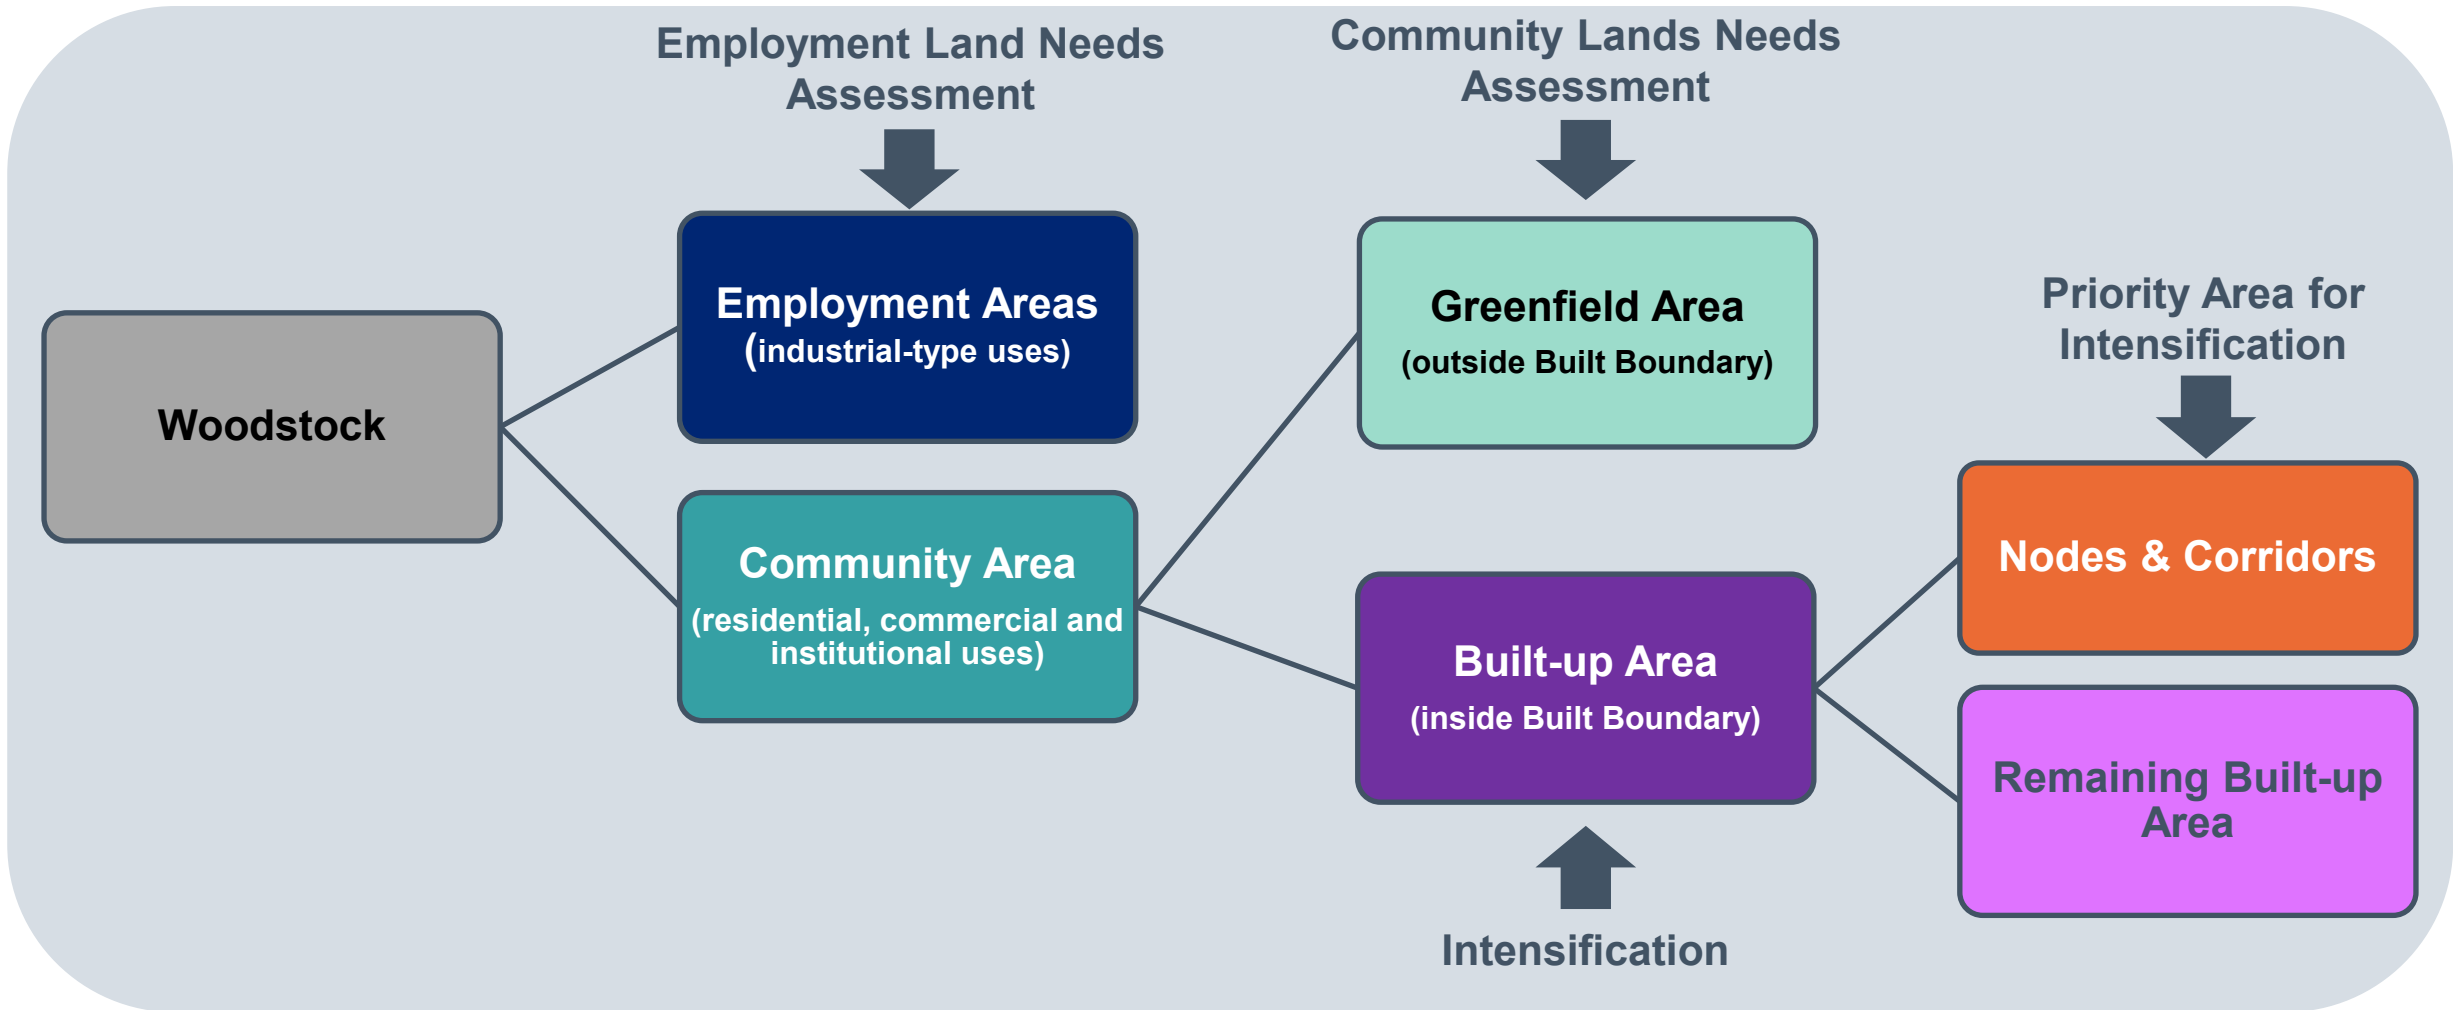 Employment Land Needs
Assessment
Community Lands Needs
Assessment
Woodstock
Employment Areas
(industrial-type uses)
Community Area
(residential, commercial and
institutional uses)
Greenfield Area
(outside Built Boundary)
Built-up Area
(inside Built Boundary)
Intensification
Priority Area for
Intensification
Nodes & Corridors
Remaining Built-up
Area